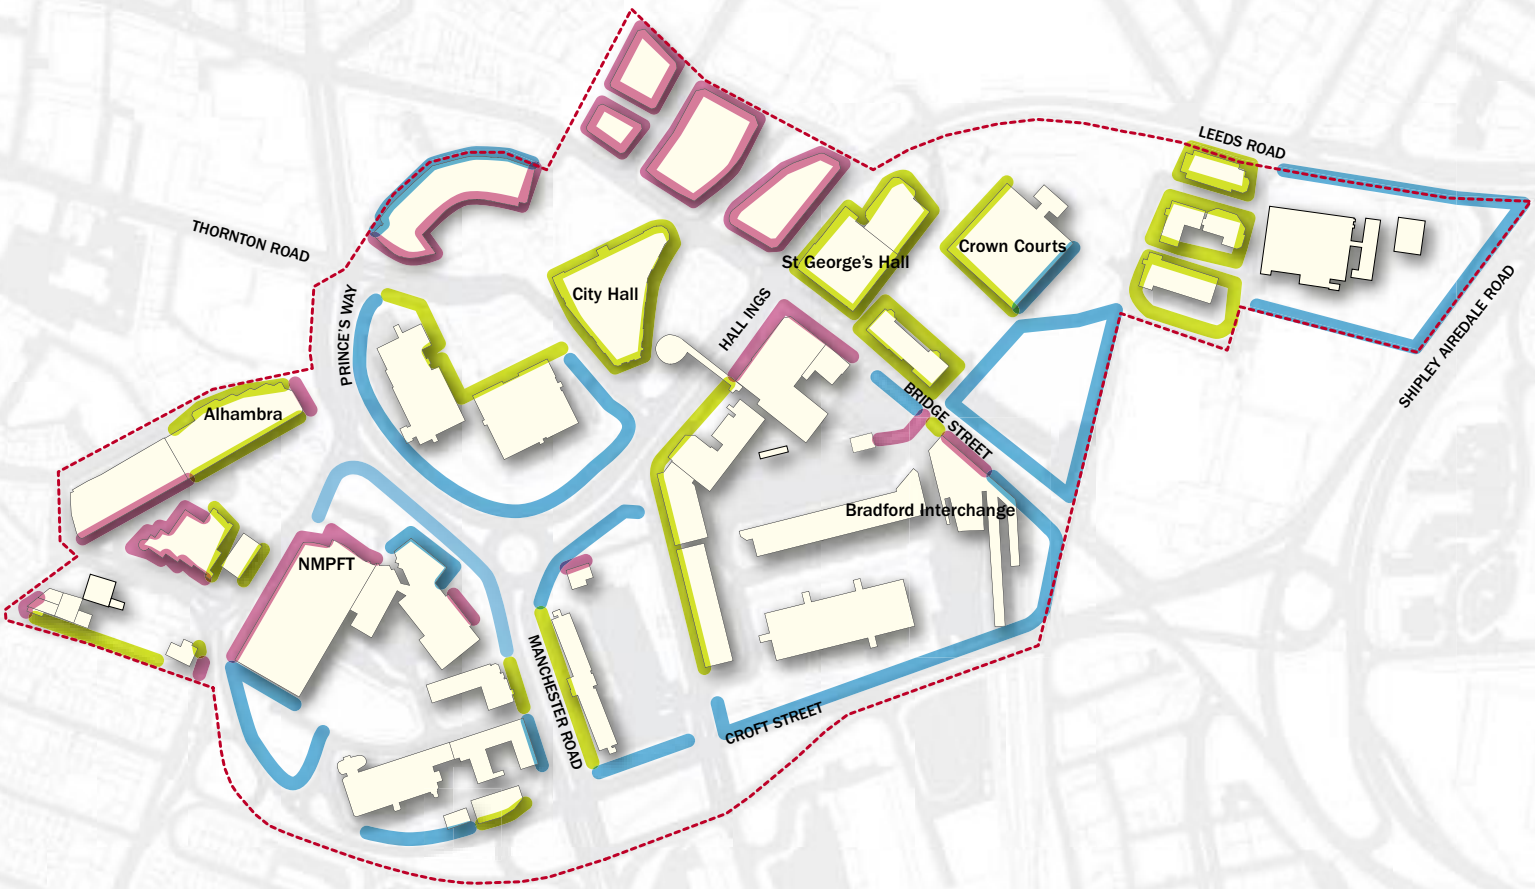 LEEDS ROAD
THORNTON ROAD
Crown Courts
St George's Hall
City Hall
HALL INGS
PRINCE'S WAY
SHIPLEY AIREDALE ROAD
BRIDGE STREET
Alhambra
Bradford Interchange
NMPFT
MANCHESTER ROAD
CROFT STREET